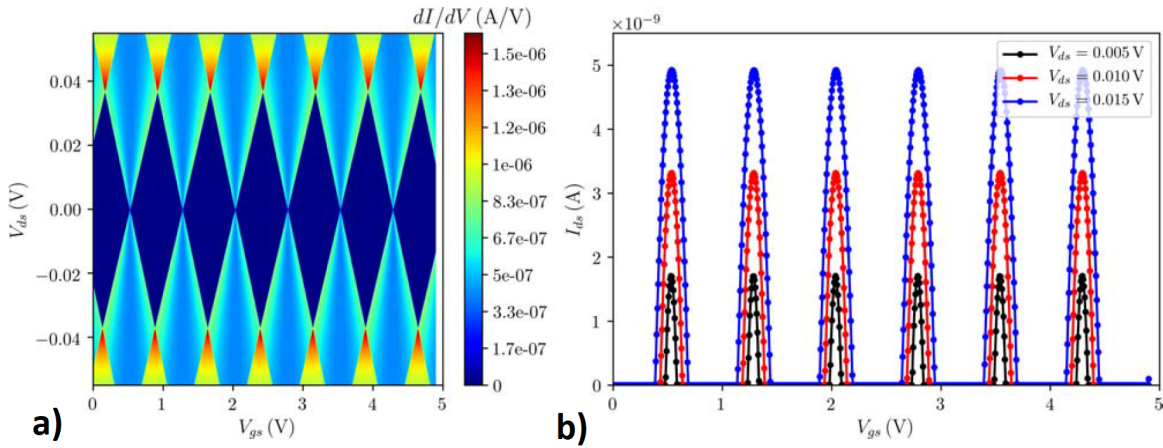 dI/dV (A/V)
0.04
0.02
0.00
−0.02
−0.04
V_ds (V)
0 1 2 3 4 5
V_gs (V)
1.5e-06
1.3e-06
1.2e-06
1e-06
8.3e-07
6.7e-07
5e-07
3.3e-07
1.7e-07
0
a)
×10⁻⁹
5
4
3
2
1
0
I_ds (A)
V_ds = 0.005 V
V_ds = 0.010 V
V_ds = 0.015 V
0 1 2 3 4 5
V_gs (V)
b)